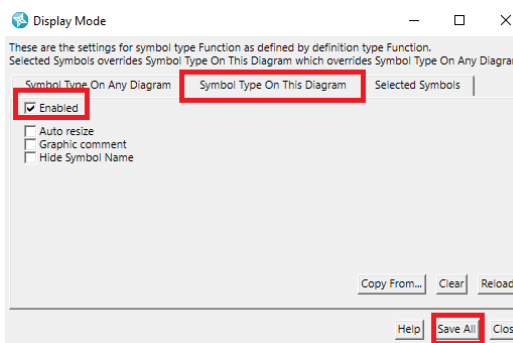 Display Mode
These are the settings for symbol type Function as defined by definition type Function.
Selected Symbols overrides Symbol Type On This Diagram which overrides Symbol Type On Any Diagra
Symbol Type On Any Diagram
Symbol Type On This Diagram
Selected Symbols
Enabled
Auto resize
Graphic comment
Hide Symbol Name
Copy From...
Clear
Reload
Help
Save All
Clos